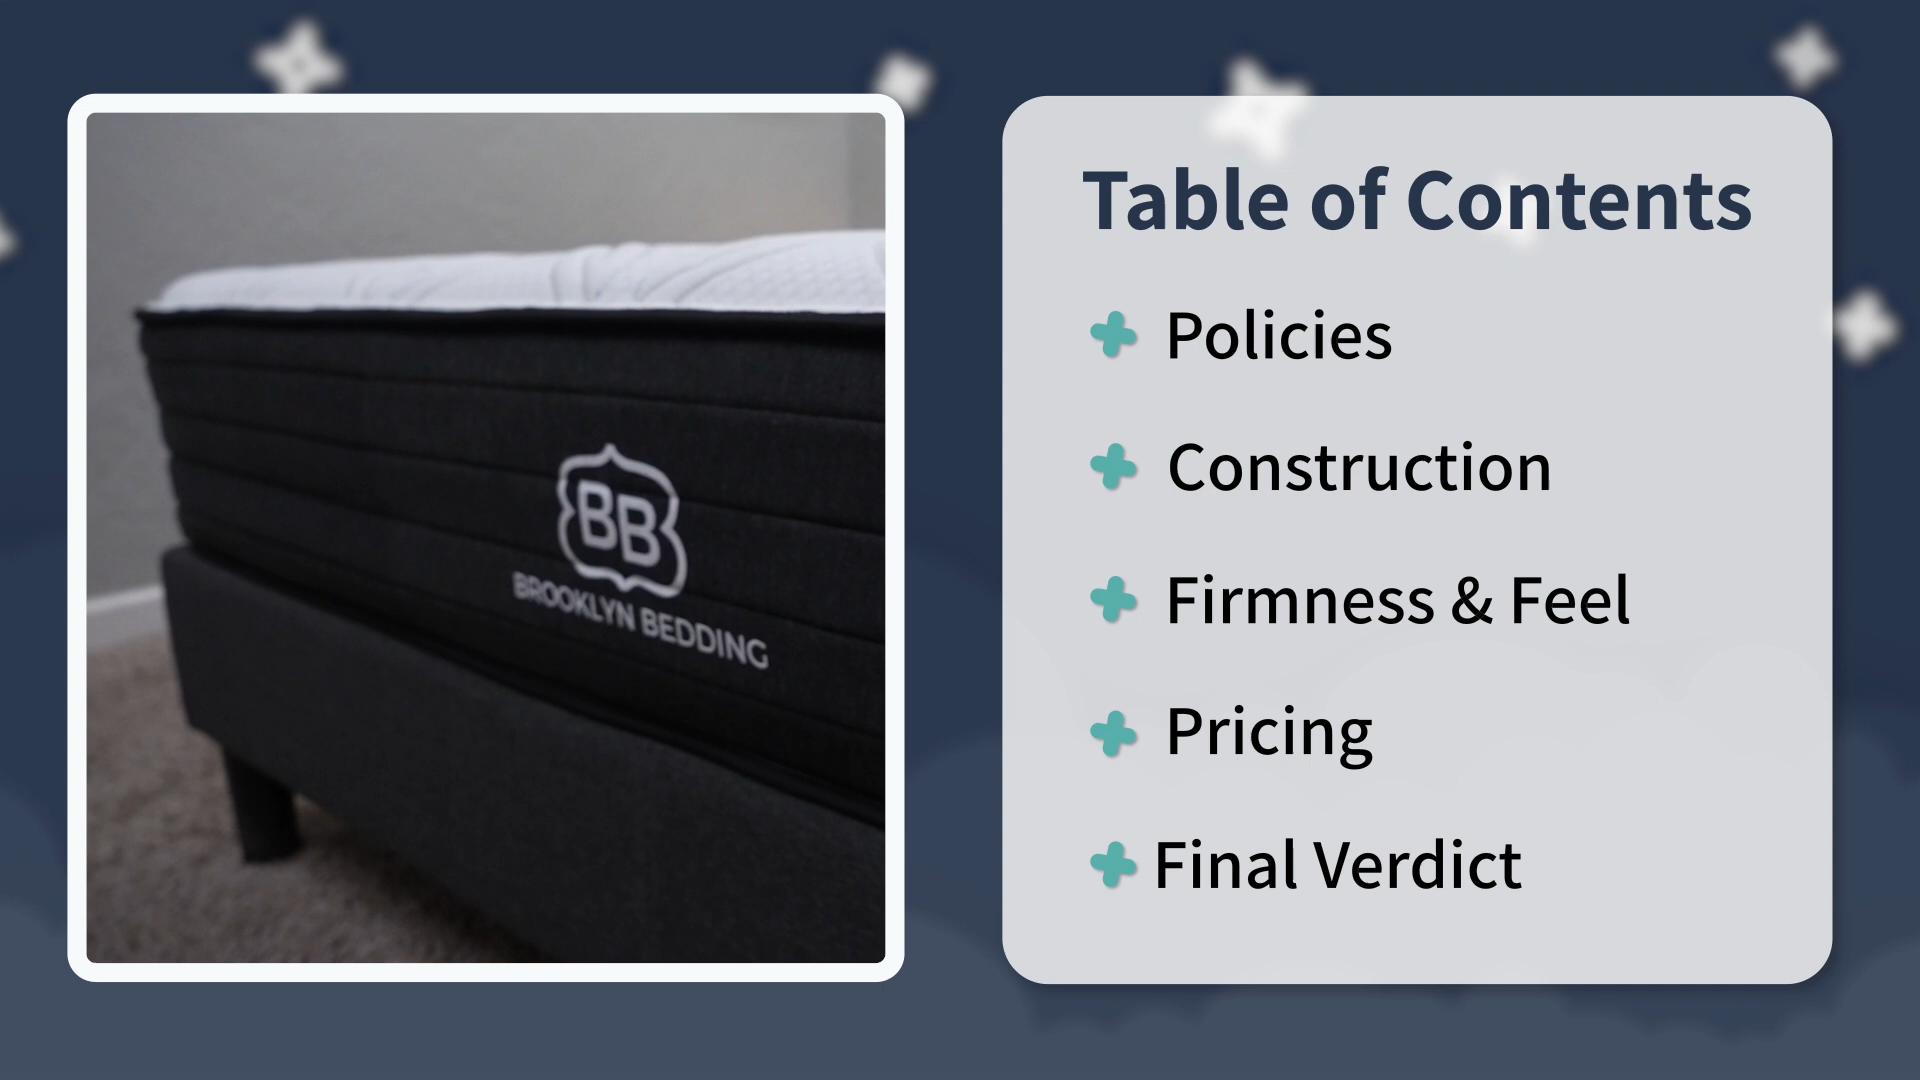 BB
BROOKLYN BEDDING
Table of Contents
Policies
Construction
Firmness & Feel
Pricing
Final Verdict